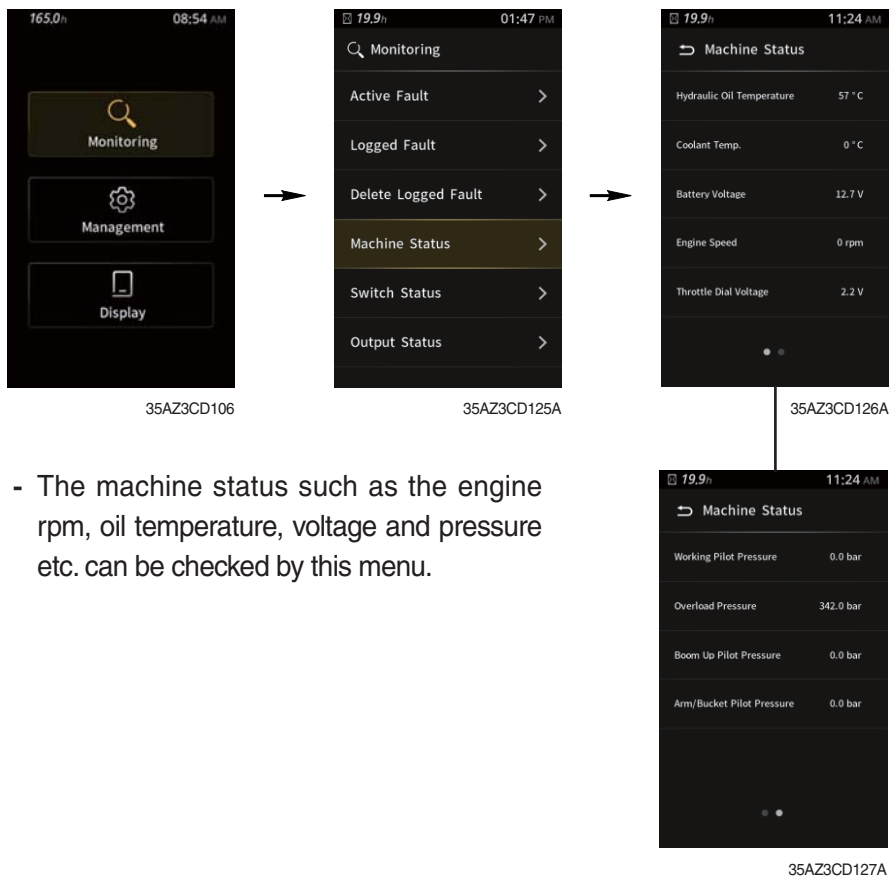 165.0h 08:54 AM
Monitoring
Management
Display
35AZ3CD106
19.9h 01:47 PM
Monitoring
Active Fault
Logged Fault
Delete Logged Fault
Machine Status
Switch Status
Output Status
35AZ3CD125A
19.9h 11:24 AM
Machine Status
Hydraulic Oil Temperature 57 °C
Coolant Temp. 0 °C
Battery Voltage 12.7 V
Engine Speed 0 rpm
Throttle Dial Voltage 2.2 V
35AZ3CD126A
- The machine status such as the engine
rpm, oil temperature, voltage and pressure
etc. can be checked by this menu.
19.9h 11:24 AM
Machine Status
Working Pilot Pressure 0.0 bar
Overload Pressure 342.0 bar
Boom Up Pilot Pressure 0.0 bar
Arm/Bucket Pilot Pressure 0.0 bar
35AZ3CD127A